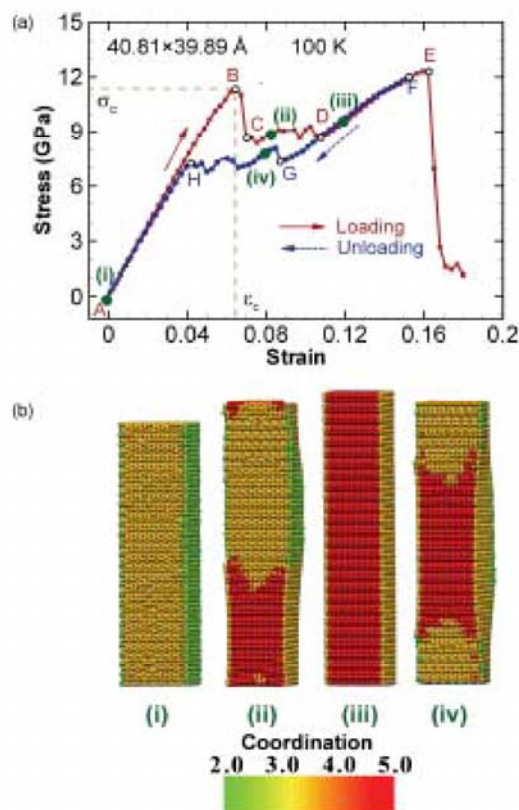 (a)
40.81×39.89 Å 100 K
Stress (GPa)
15
12
9
6
3
0
σc
εc
A
B
C
D
E
F
G
H
(i)
(ii)
(iii)
(iv)
Loading
Unloading
0 0.04 0.08 0.12 0.16 0.2
Strain
(b)
(i) (ii) (iii) (iv)
Coordination
2.0 3.0 4.0 5.0